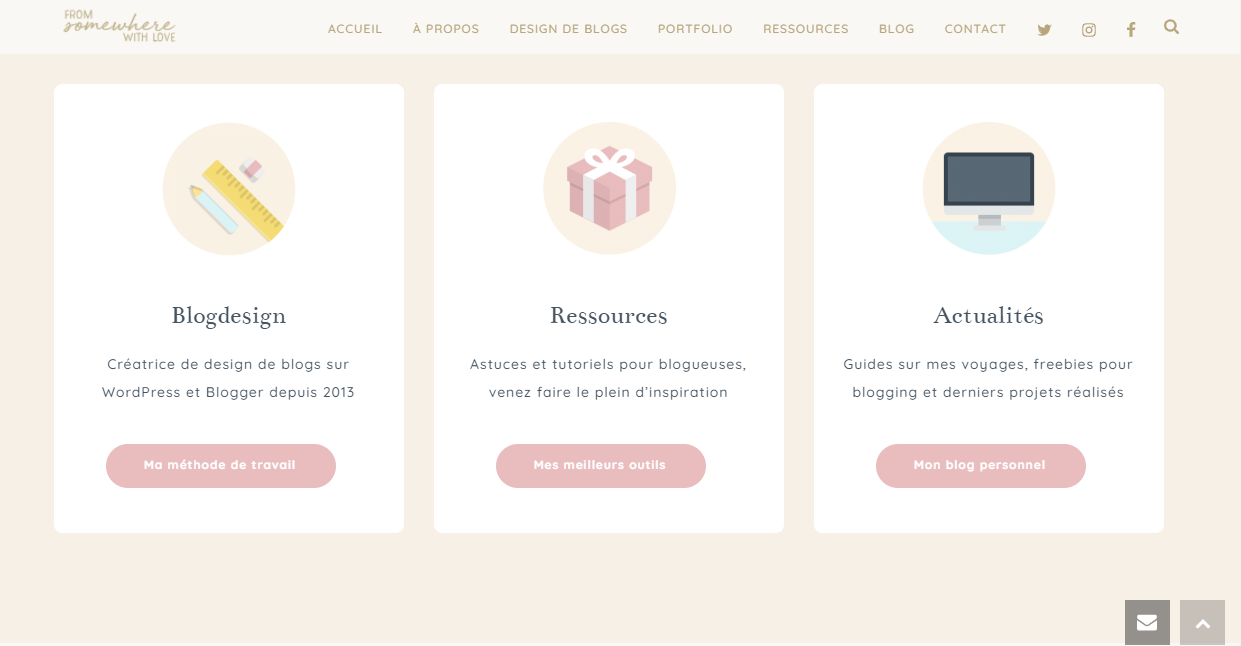 FROM
somewhere
WITH LOVE
ACCUEIL À PROPOS DESIGN DE BLOGS PORTFOLIO RESSOURCES BLOG CONTACT
Blogdesign
Créatrice de design de blogs sur
WordPress et Blogger depuis 2013
Ma méthode de travail
Ressources
Astuces et tutoriels pour blogueuses,
venez faire le plein d’inspiration
Mes meilleurs outils
Actualités
Guides sur mes voyages, freebies pour
blogging et derniers projets réalisés
Mon blog personnel